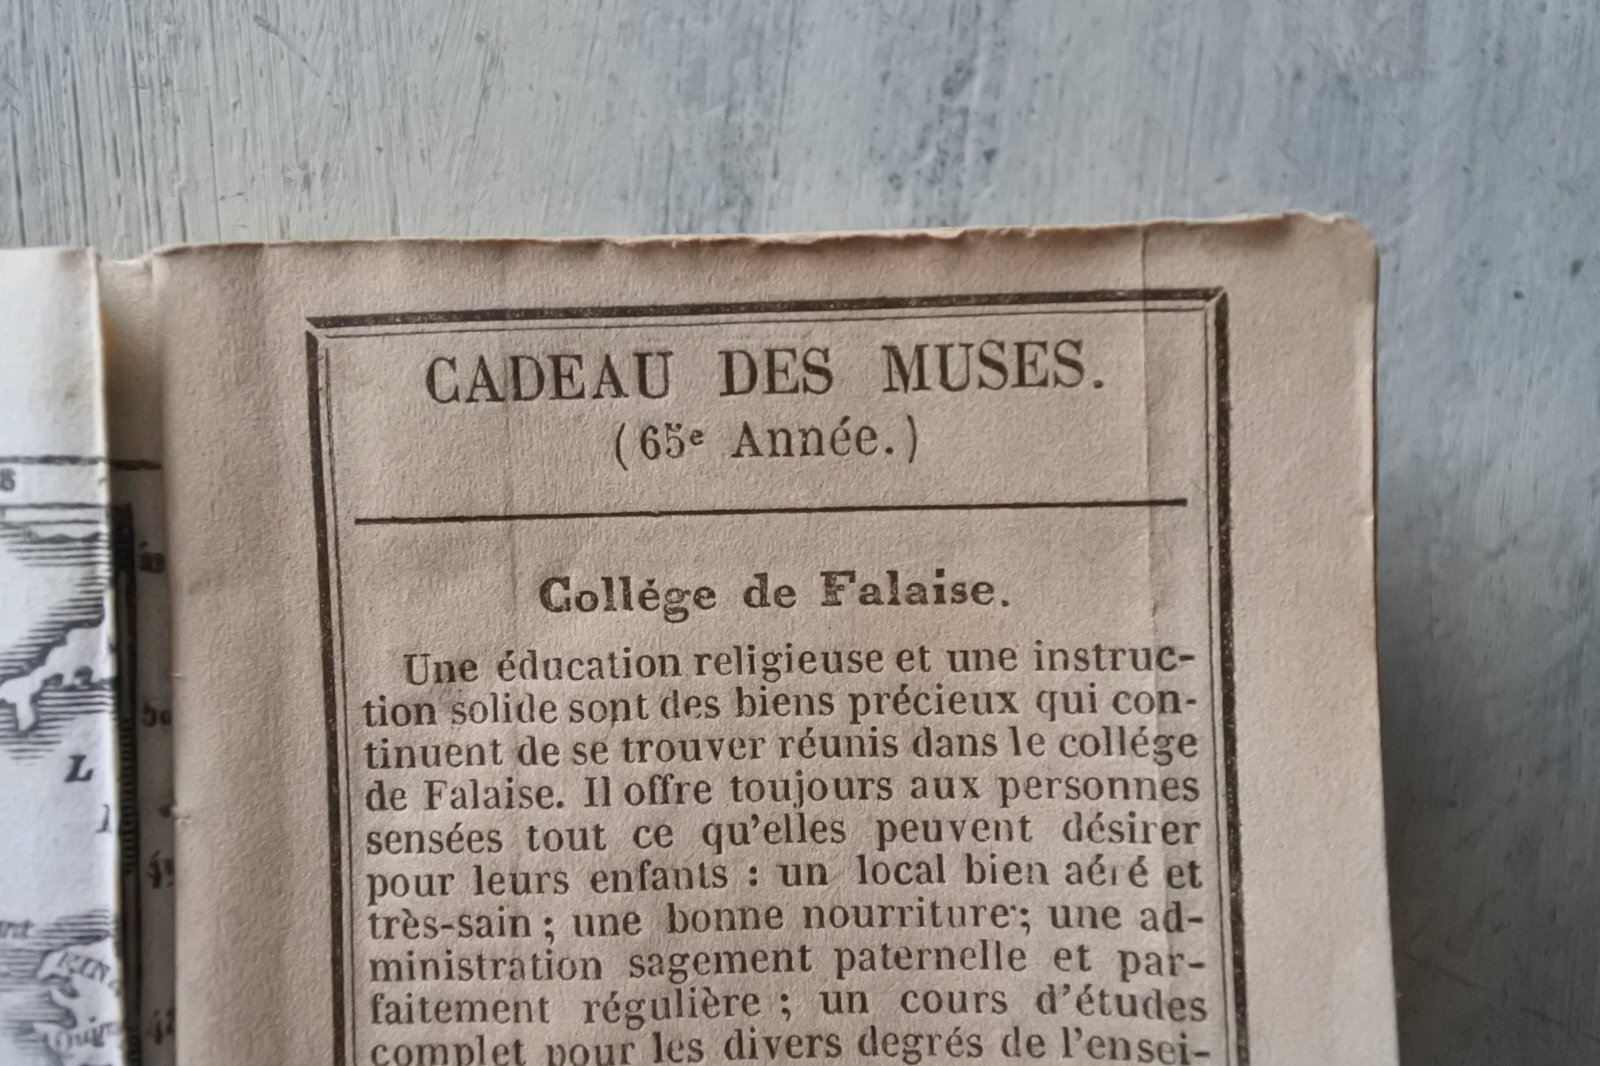 CADEAU DES MUSES.
(65e Année.)
Collége de Falaise.
Une éducation religieuse et une instruc-
tion solide sont des biens précieux qui con-
tinuent de se trouver réunis dans le collége
de Falaise. Il offre toujours aux personnes
sensées tout ce qu'elles peuvent désirer
pour leurs enfants : un local bien aéré et
très-sain ; une bonne nourriture ; une ad-
ministration sagement paternelle et par-
faitement régulière ; un cours d'études
complet pour les divers degrés de l'ensei-